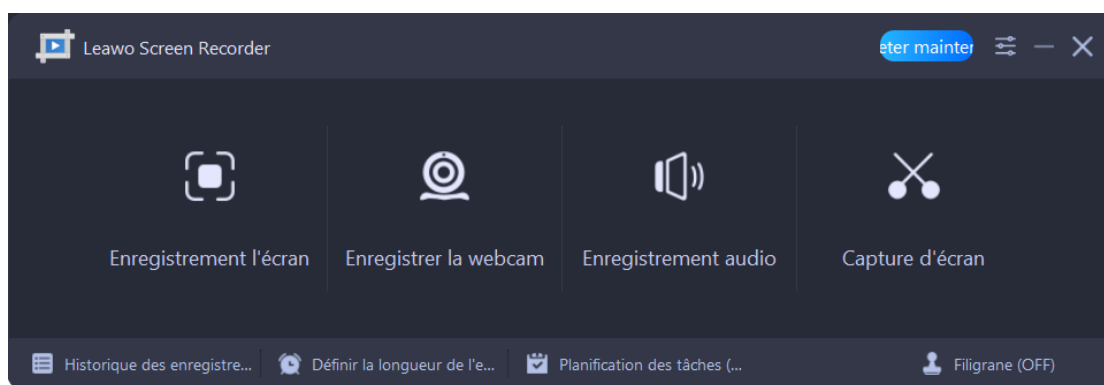 Leawo Screen Recorder
eter mainter
Enregistrement l'écran
Enregistrer la webcam
Enregistrement audio
Capture d'écran
Historique des enregistre...
Définir la longueur de l'e...
Planification des tâches (...
Filigrane (OFF)